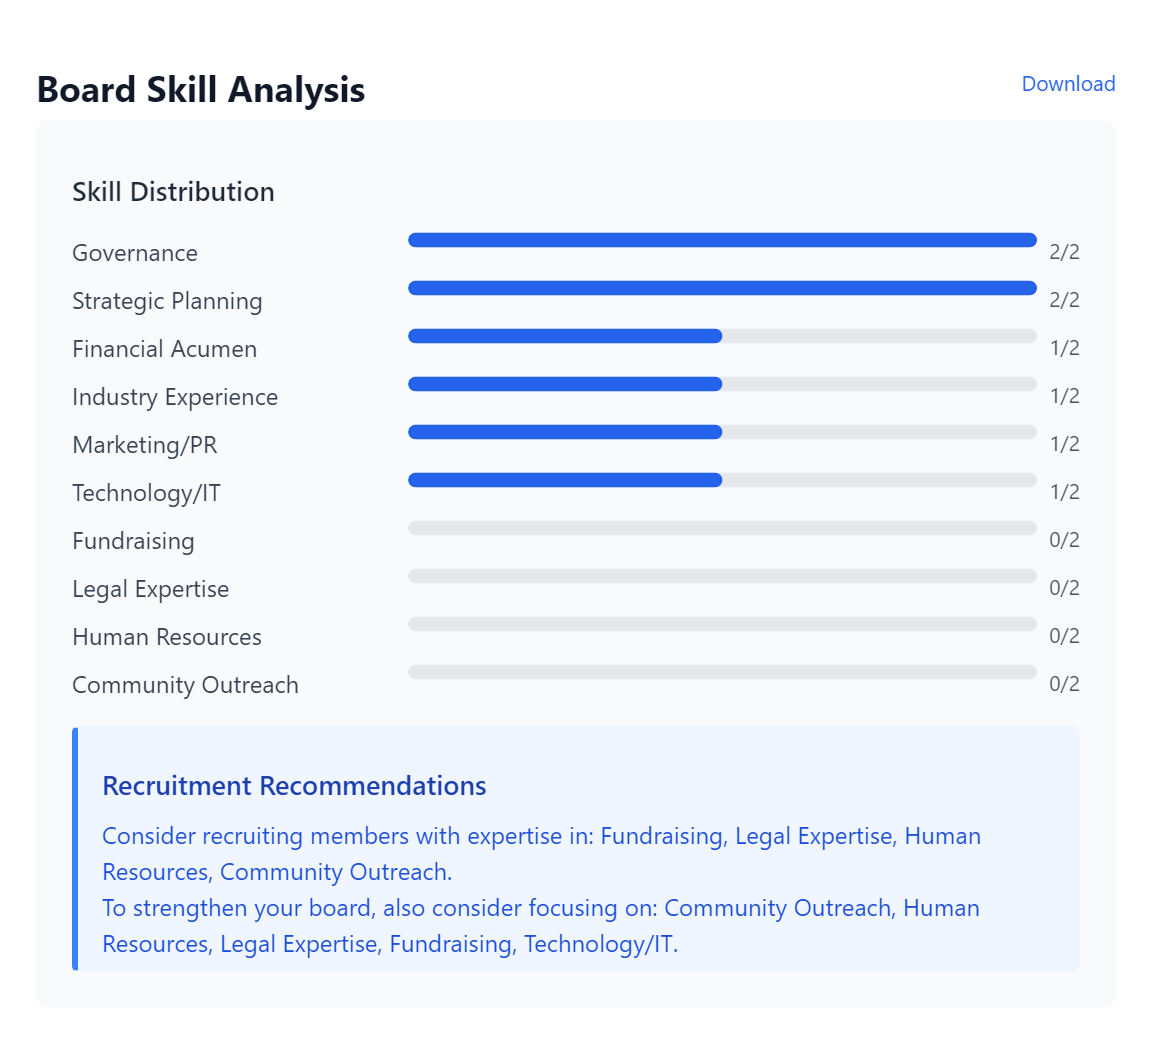 Board Skill Analysis
Download
Skill Distribution
Governance 2/2
Strategic Planning 2/2
Financial Acumen 1/2
Industry Experience 1/2
Marketing/PR 1/2
Technology/IT 1/2
Fundraising 0/2
Legal Expertise 0/2
Human Resources 0/2
Community Outreach 0/2
Recruitment Recommendations
Consider recruiting members with expertise in: Fundraising, Legal Expertise, Human
Resources, Community Outreach.
To strengthen your board, also consider focusing on: Community Outreach, Human
Resources, Legal Expertise, Fundraising, Technology/IT.